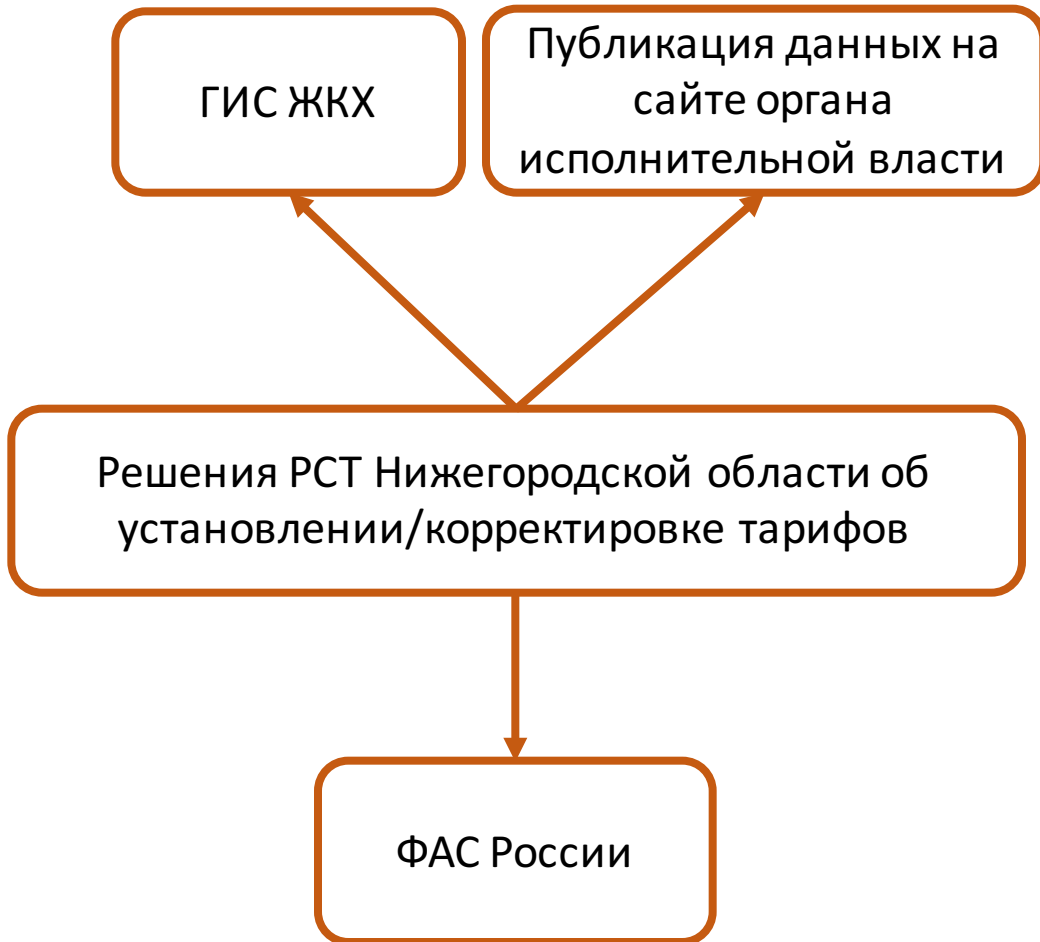 ГИС ЖКХ
Публикация данных на
сайте органа
исполнительной власти
Решения РСТ Нижегородской области об
установлении/корректировке тарифов
ФАС России